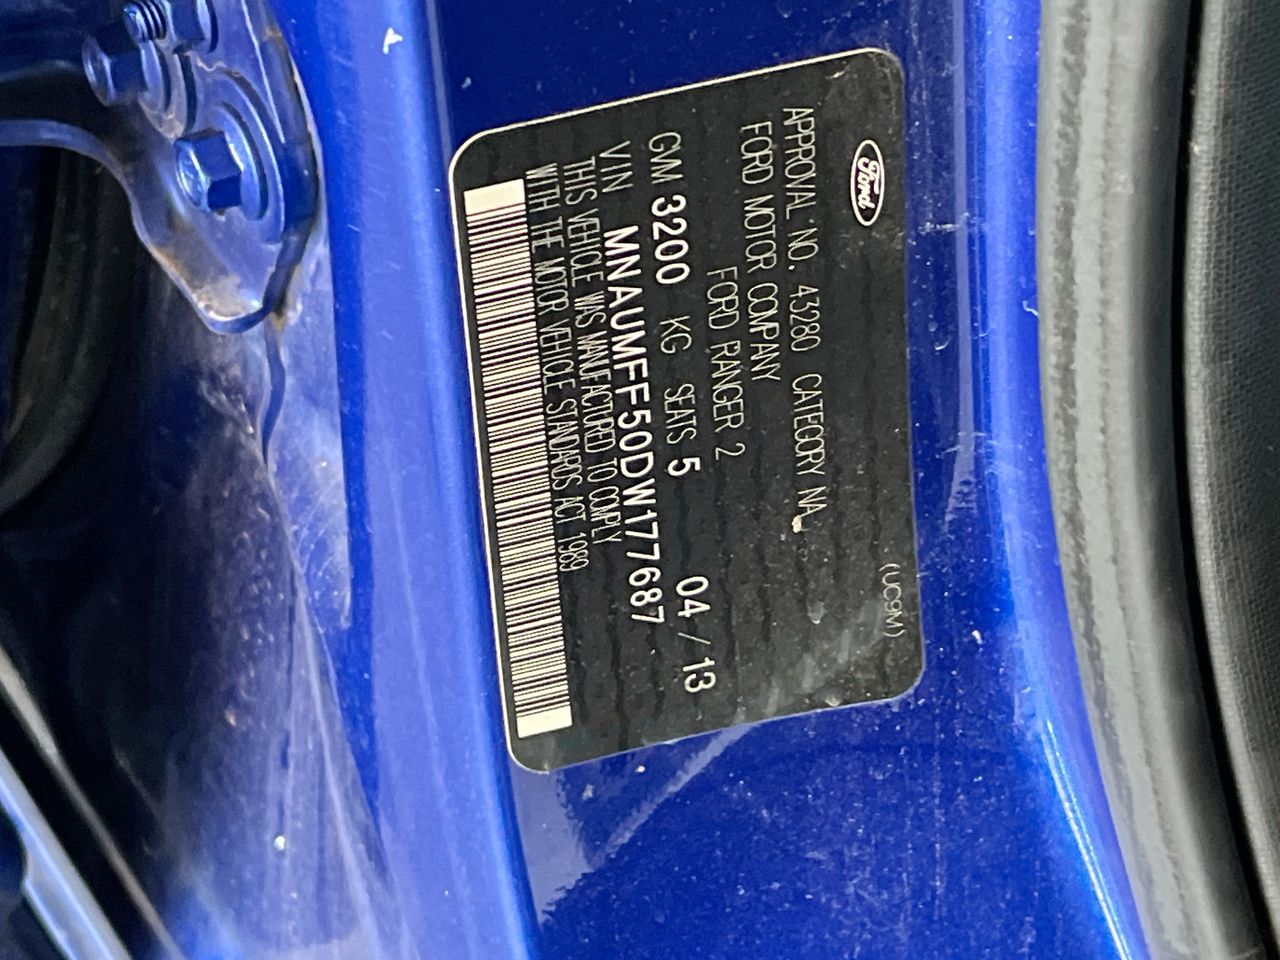 Ford
(UC9M)
APPROVAL NO. 43280 CATEGORY NA
FORD MOTOR COMPANY
FORD RANGER 2
GVM 3200 KG SEATS 5 04 / 13
VIN MNAUMFF50DW177687
THIS VEHICLE WAS MANUFACTURED TO COMPLY
WITH THE MOTOR VEHICLE STANDARDS ACT 1989